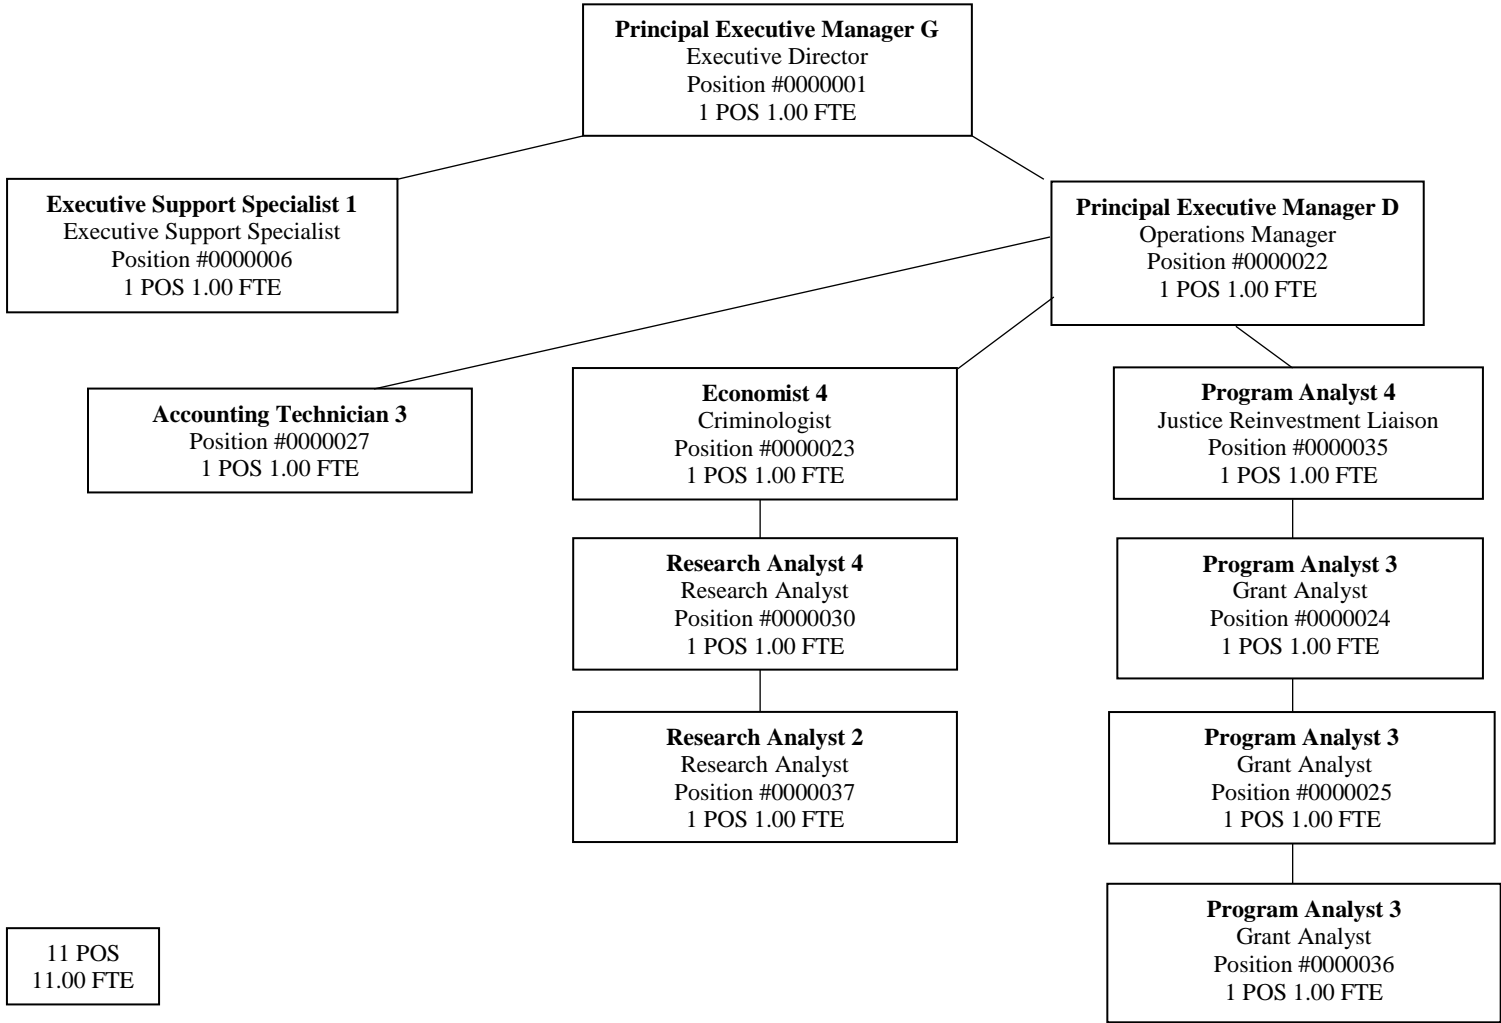 Principal Executive Manager G
Executive Director
Position #0000001
1 POS 1.00 FTE
Executive Support Specialist 1
Executive Support Specialist
Position #0000006
1 POS 1.00 FTE
Principal Executive Manager D
Operations Manager
Position #0000022
1 POS 1.00 FTE
Accounting Technician 3
Position #0000027
1 POS 1.00 FTE
Economist 4
Criminologist
Position #0000023
1 POS 1.00 FTE
Program Analyst 4
Justice Reinvestment Liaison
Position #0000035
1 POS 1.00 FTE
Research Analyst 4
Research Analyst
Position #0000030
1 POS 1.00 FTE
Program Analyst 3
Grant Analyst
Position #0000024
1 POS 1.00 FTE
Research Analyst 2
Research Analyst
Position #0000037
1 POS 1.00 FTE
Program Analyst 3
Grant Analyst
Position #0000025
1 POS 1.00 FTE
Program Analyst 3
Grant Analyst
Position #0000036
1 POS 1.00 FTE
11 POS
11.00 FTE